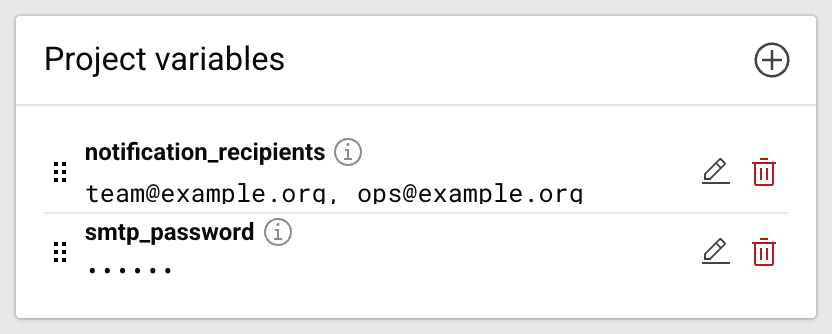 Project variables
notification_recipients
team@example.org, ops@example.org
smtp_password
••••••